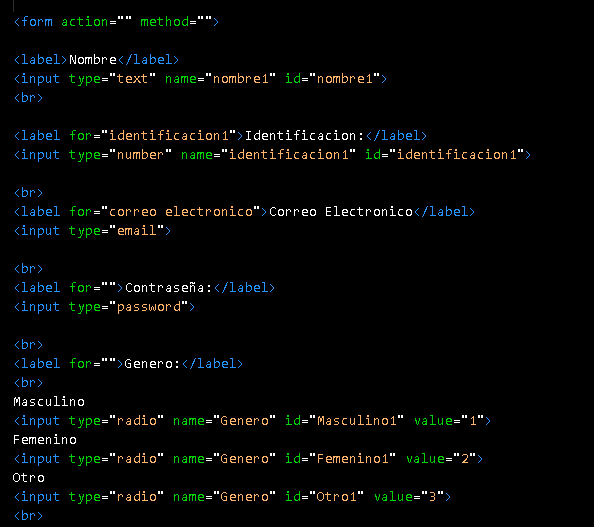 <form action="" method="">
<label>Nombre</label>
<input type="text" name="nombre1" id="nombre1">
<br>
<label for="identificacion1">Identificacion:</label>
<input type="number" name="identificacion1" id="identificacion1">
<br>
<label for="correo electronico">Correo Electronico</label>
<input type="email">
<br>
<label for="">Contraseña:</label>
<input type="password">
<br>
<label for="">Genero:</label>
<br>
Masculino
<input type="radio" name="Genero" id="Masculino1" value="1">
Femenino
<input type="radio" name="Genero" id="Femenino1" value="2">
Otro
<input type="radio" name="Genero" id="Otro1" value="3">
<br>